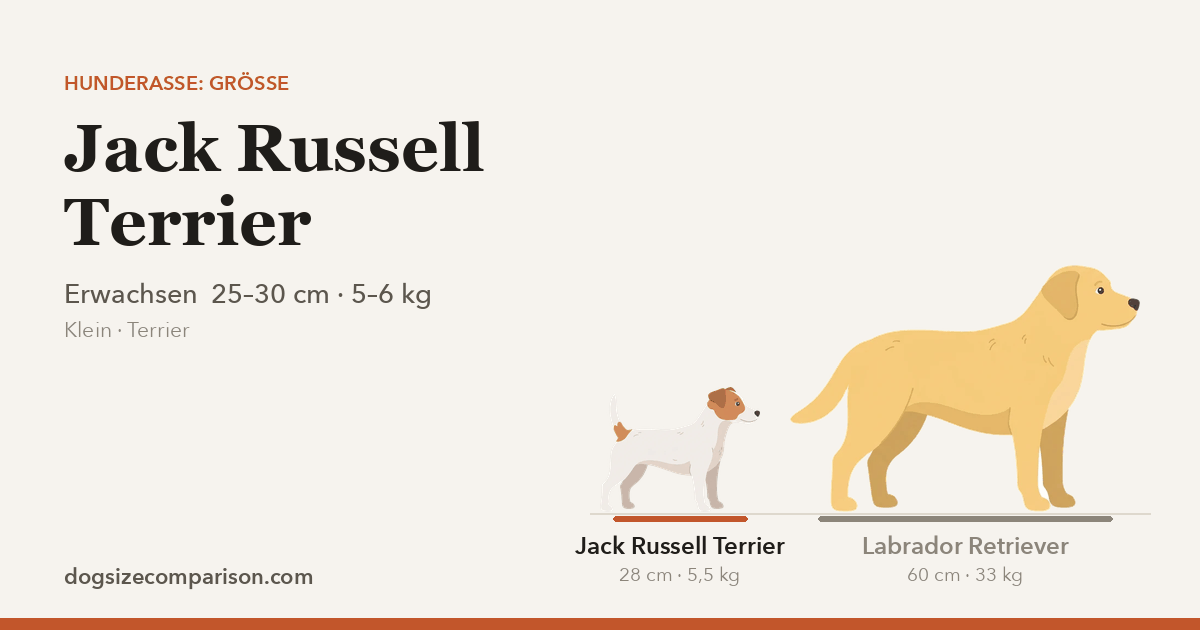 HUNDERASSE: GRÖSSE
Jack Russell
Terrier
Erwachsen 25–30 cm · 5–6 kg
Klein · Terrier
Jack Russell Terrier
28 cm · 5,5 kg
Labrador Retriever
60 cm · 33 kg
dogsizecomparison.com